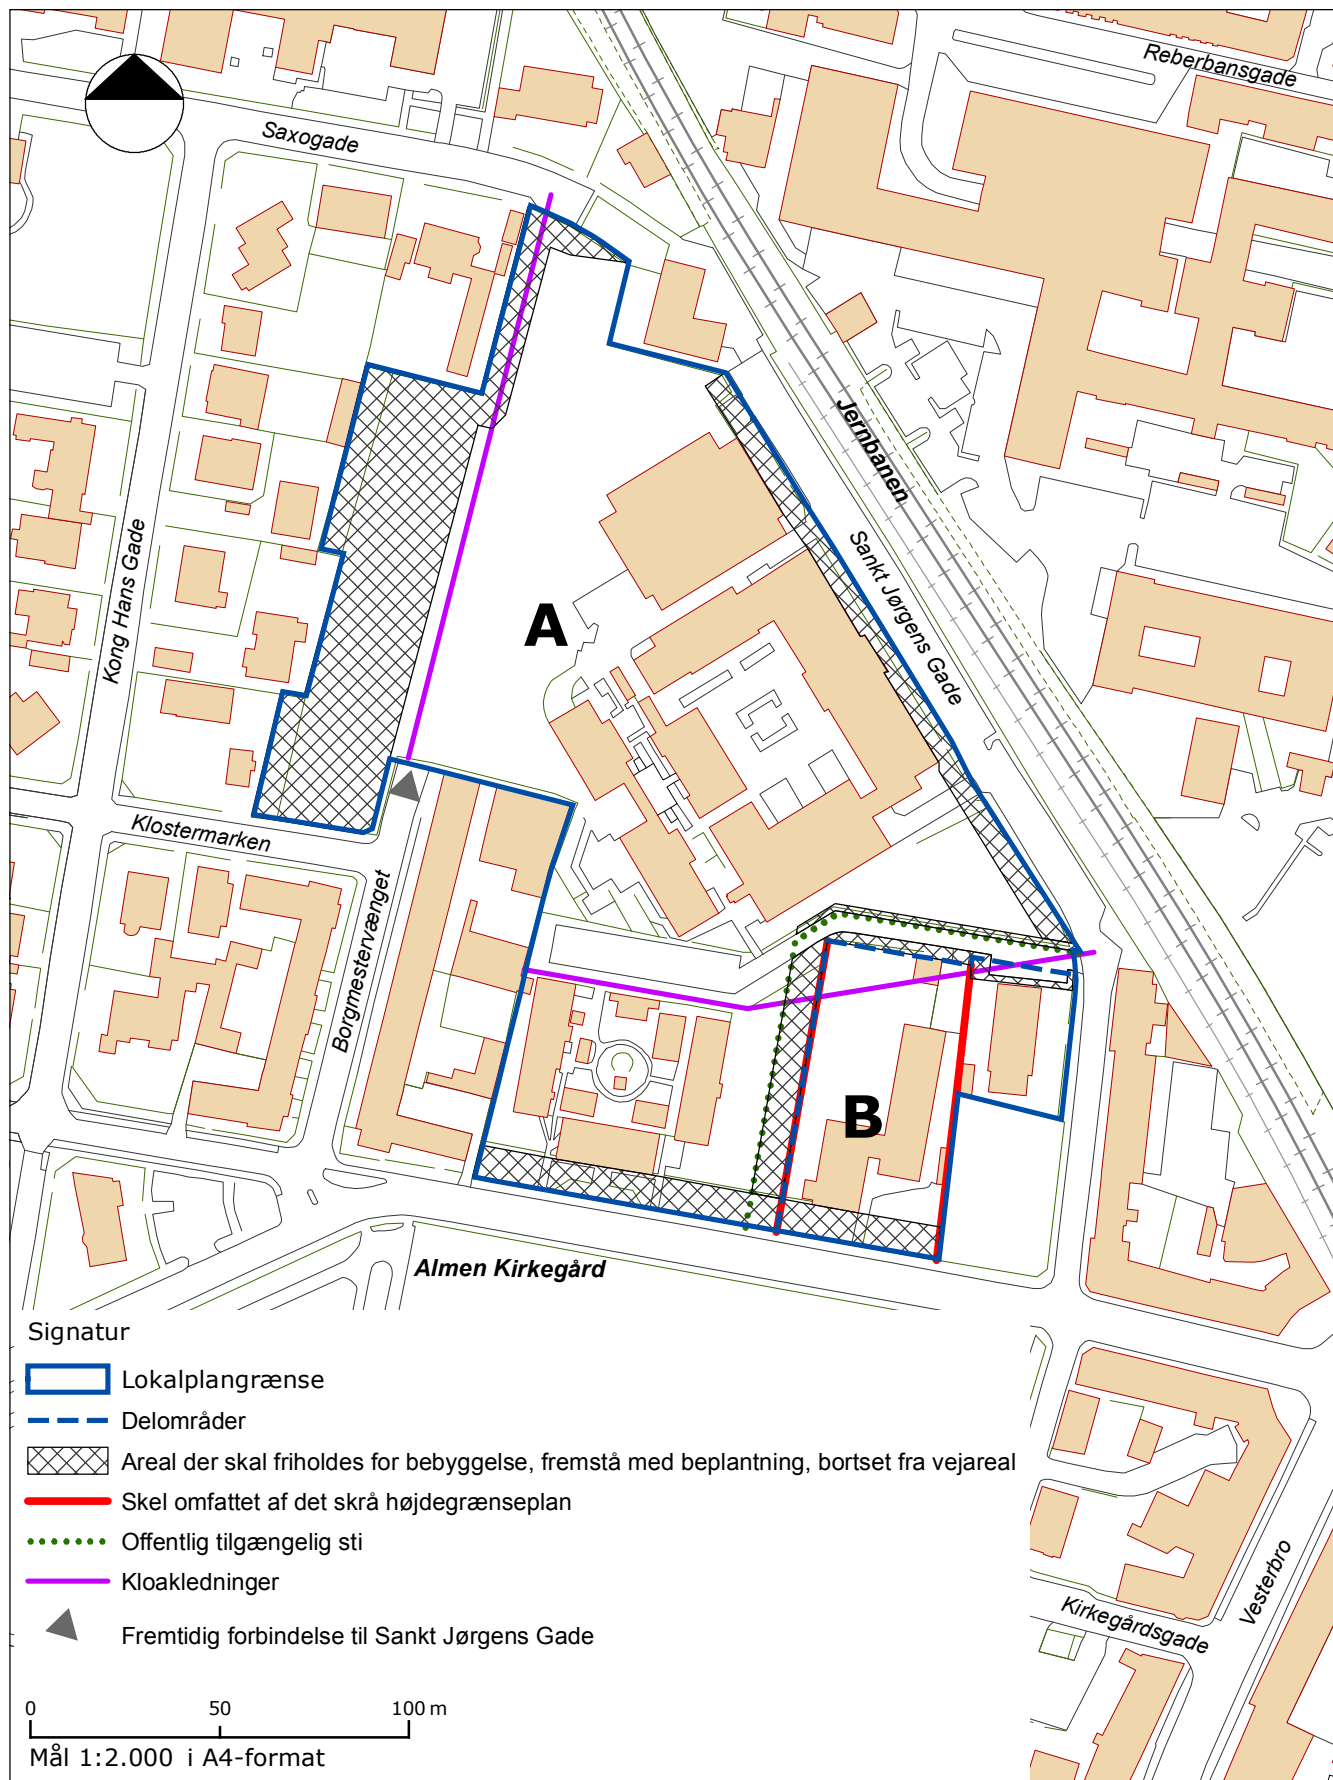 Reberbansgade
Saxogade
Jernbanen
Sankt Jørgens Gade
Kong Hans Gade
A
Klostermarken
Borgmestervænget
B
Almen Kirkegård
Signatur
Lokalplangrænse
Delområder
Areal der skal friholdes for bebyggelse, fremstå med beplantning, bortset fra vejareal
Skel omfattet af det skrå højdegrænseplan
Offentlig tilgængelig sti
Kloakledninger
Fremtidig forbindelse til Sankt Jørgens Gade
Vesterbro
Kirkegårdsgade
0 50 100 m
Mål 1:2.000 i A4-format